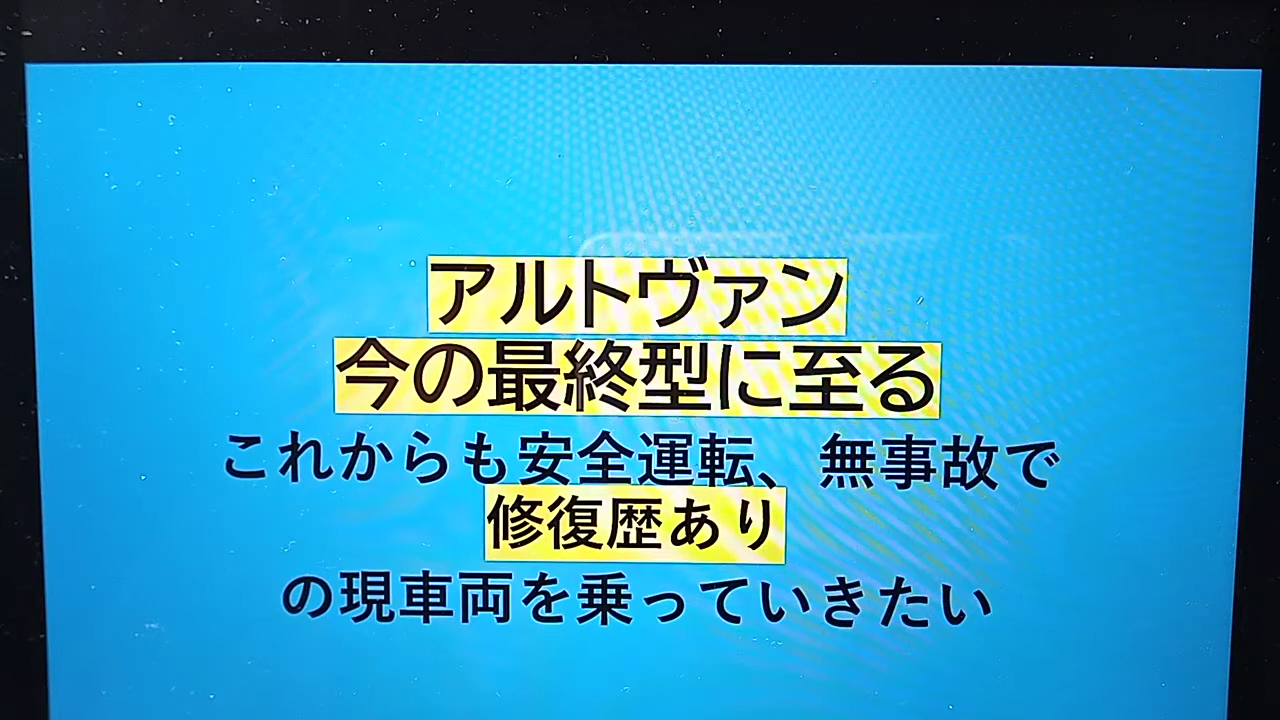 アルトヴァン
今の最終型に至る
これからも安全運転、無事故で
修復歴あり
の現車両を乗っていきたい